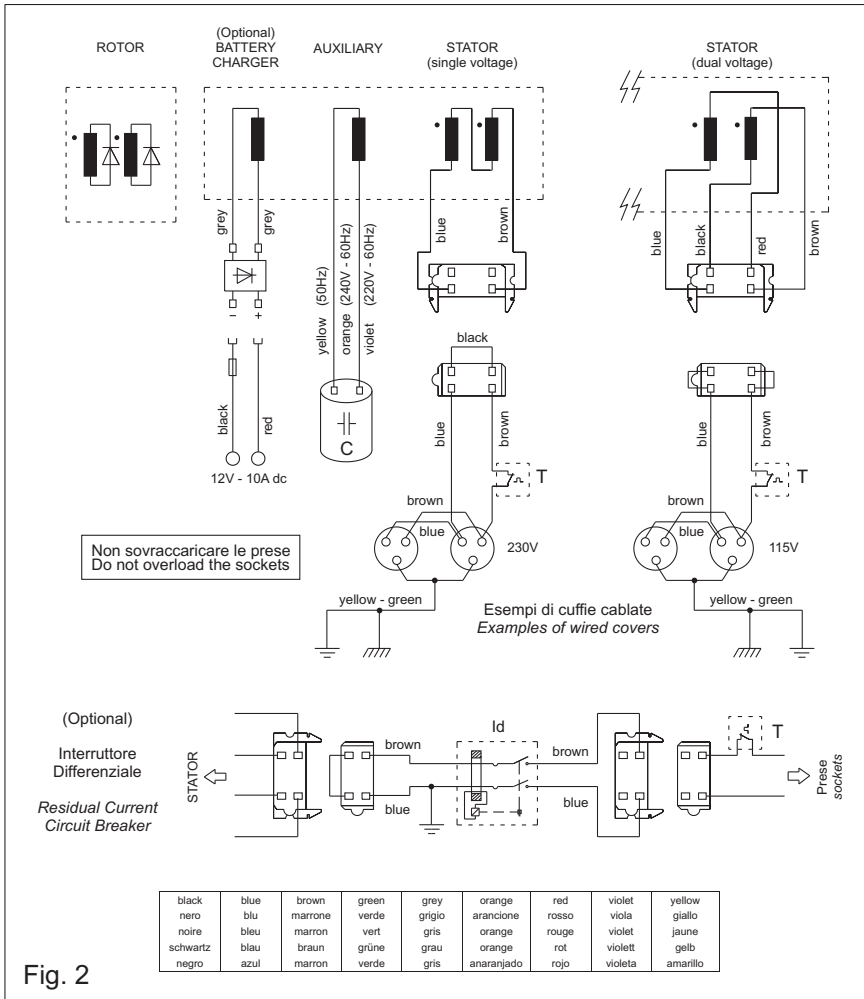 ROTOR
(Optional)
BATTERY
CHARGER
AUXILIARY
STATOR
(single voltage)
STATOR
(dual voltage)
grey
grey
blue
brown
blue
black
red
brown
yellow (50Hz)
orange (240V - 60Hz)
violet (220V - 60Hz)
- +
black
red
C
12V - 10A dc
black
blue
brown
T
brown
blue
230V
yellow - green
blue
brown
T
brown
blue
115V
yellow - green
Non sovraccaricare le prese
Do not overload the sockets
Esempi di cuffie cablate
Examples of wired covers
(Optional)
Interruttore
Differenziale
Residual Current
Circuit Breaker
STATOR
brown
blue
Id
brown
blue
T
Prese
sockets
black blue brown green grey orange red violet yellow
nero blu marrone verde grigio arancione rosso viola giallo
noire bleu marron vert gris orange rouge violet jaune
schwartz blau braun grüne grau orange rot violett gelb
negro azul marron verde gris anaranjado rojo violeta amarillo
Fig. 2